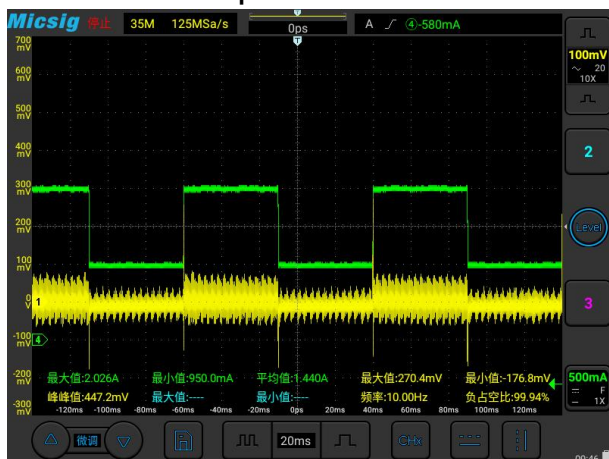 Micsig 停止 35M 125MSa/s 0ps A ④-580mA
700 mV
600 mV
500 mV
400 mV
300 mV
200 mV
100 mV
0 V
-100 mV
-200 mV
-300 mV
1
4
T
100mV
20
10X
2
Level
3
500mA
F
1X
最大值:2.026A 最小值:950.0mA 平均值:1.440A 最大值:270.4mV 最小值:-176.8mV
峰峰值:447.2mV 最大值:---- 最小值:---- 频率:10.00Hz 负占空比:99.94%
-120ms -100ms -80ms -60ms -40ms -20ms 0ps 20ms 40ms 60ms 80ms 100ms 120ms
微调 20ms CHx